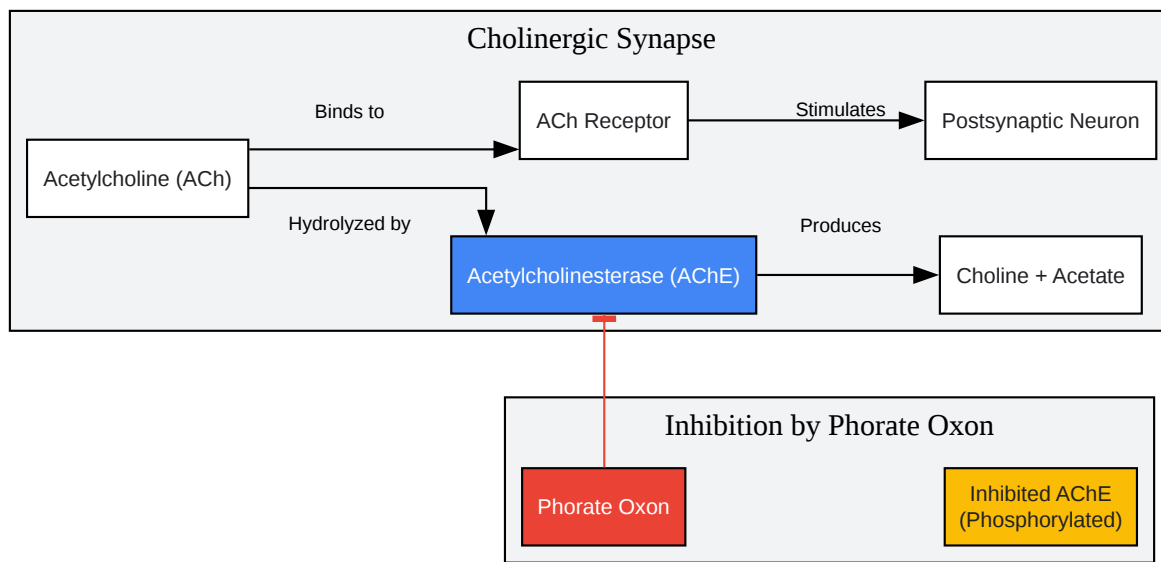 Cholinergic Synapse
Binds to
ACh Receptor
Stimulates
Postsynaptic Neuron
Acetylcholine (ACh)
Hydrolyzed by
Produces
Acetylcholinesterase (AChE)
Choline + Acetate
Inhibition by Phorate Oxon
Phorate Oxon
Inhibited AChE
(Phosphorylated)